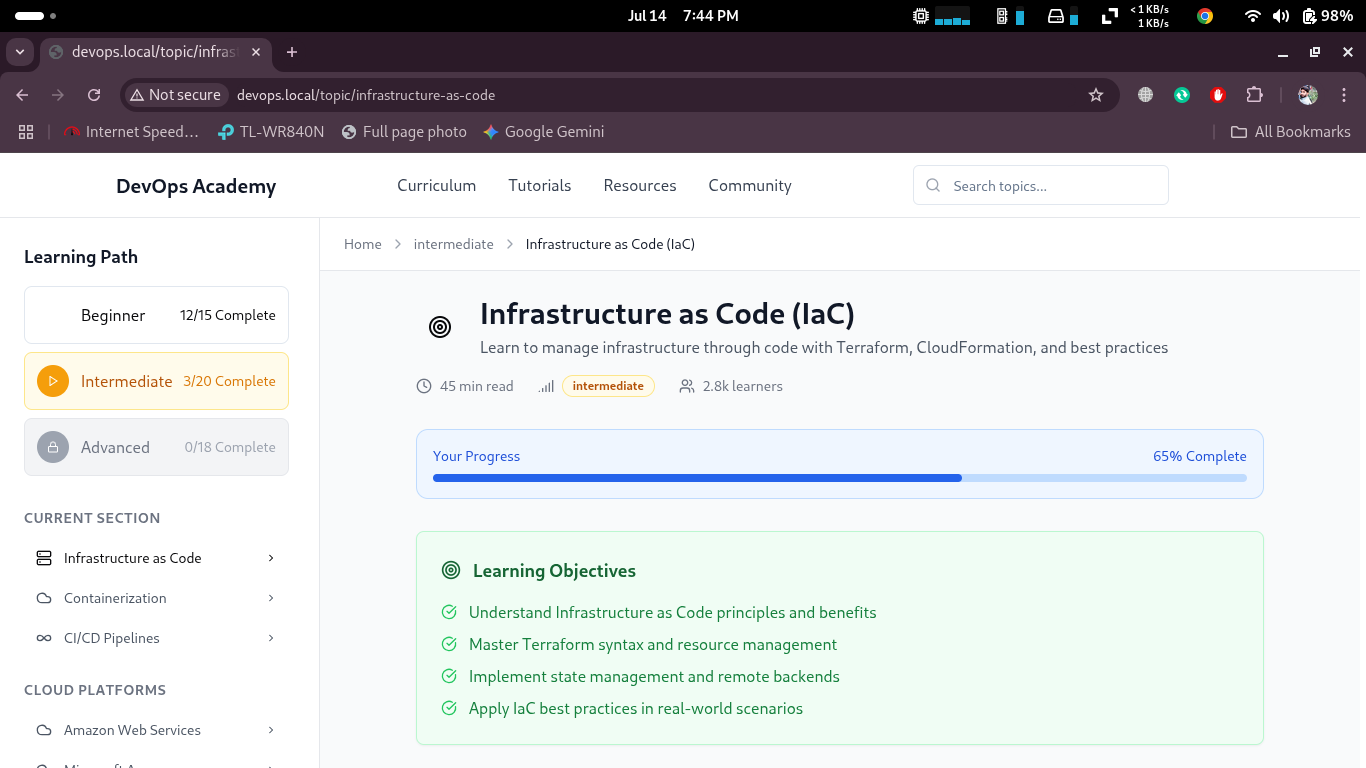 Jul 14 7:44 PM
<1 KB/s
1 KB/s
98%
devops.local/topic/infras
Not secure devops.local/topic/infrastructure-as-code
Internet Speed... TL-WR840N Full page photo Google Gemini All Bookmarks
DevOps Academy Curriculum Tutorials Resources Community Search topics...
Learning Path
Beginner 12/15 Complete
Intermediate 3/20 Complete
Advanced 0/18 Complete
CURRENT SECTION
Infrastructure as Code
Containerization
CI/CD Pipelines
CLOUD PLATFORMS
Amazon Web Services
Home intermediate Infrastructure as Code (IaC)
Infrastructure as Code (IaC)
Learn to manage infrastructure through code with Terraform, CloudFormation, and best practices
45 min read intermediate 2.8k learners
Your Progress 65% Complete
Learning Objectives
Understand Infrastructure as Code principles and benefits
Master Terraform syntax and resource management
Implement state management and remote backends
Apply IaC best practices in real-world scenarios